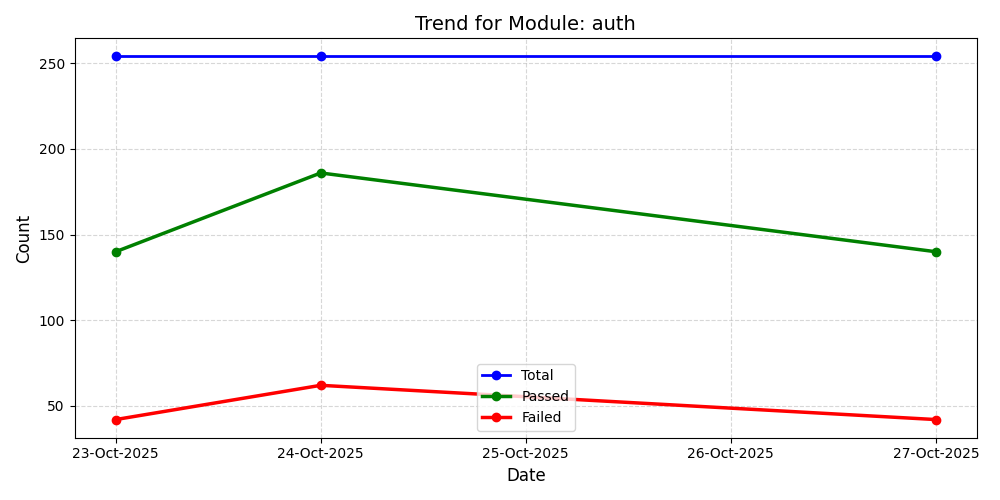 Trend for Module: auth
250
200
150
100
50
Count
Total
Passed
Failed
23-Oct-2025 24-Oct-2025 25-Oct-2025 26-Oct-2025 27-Oct-2025
Date